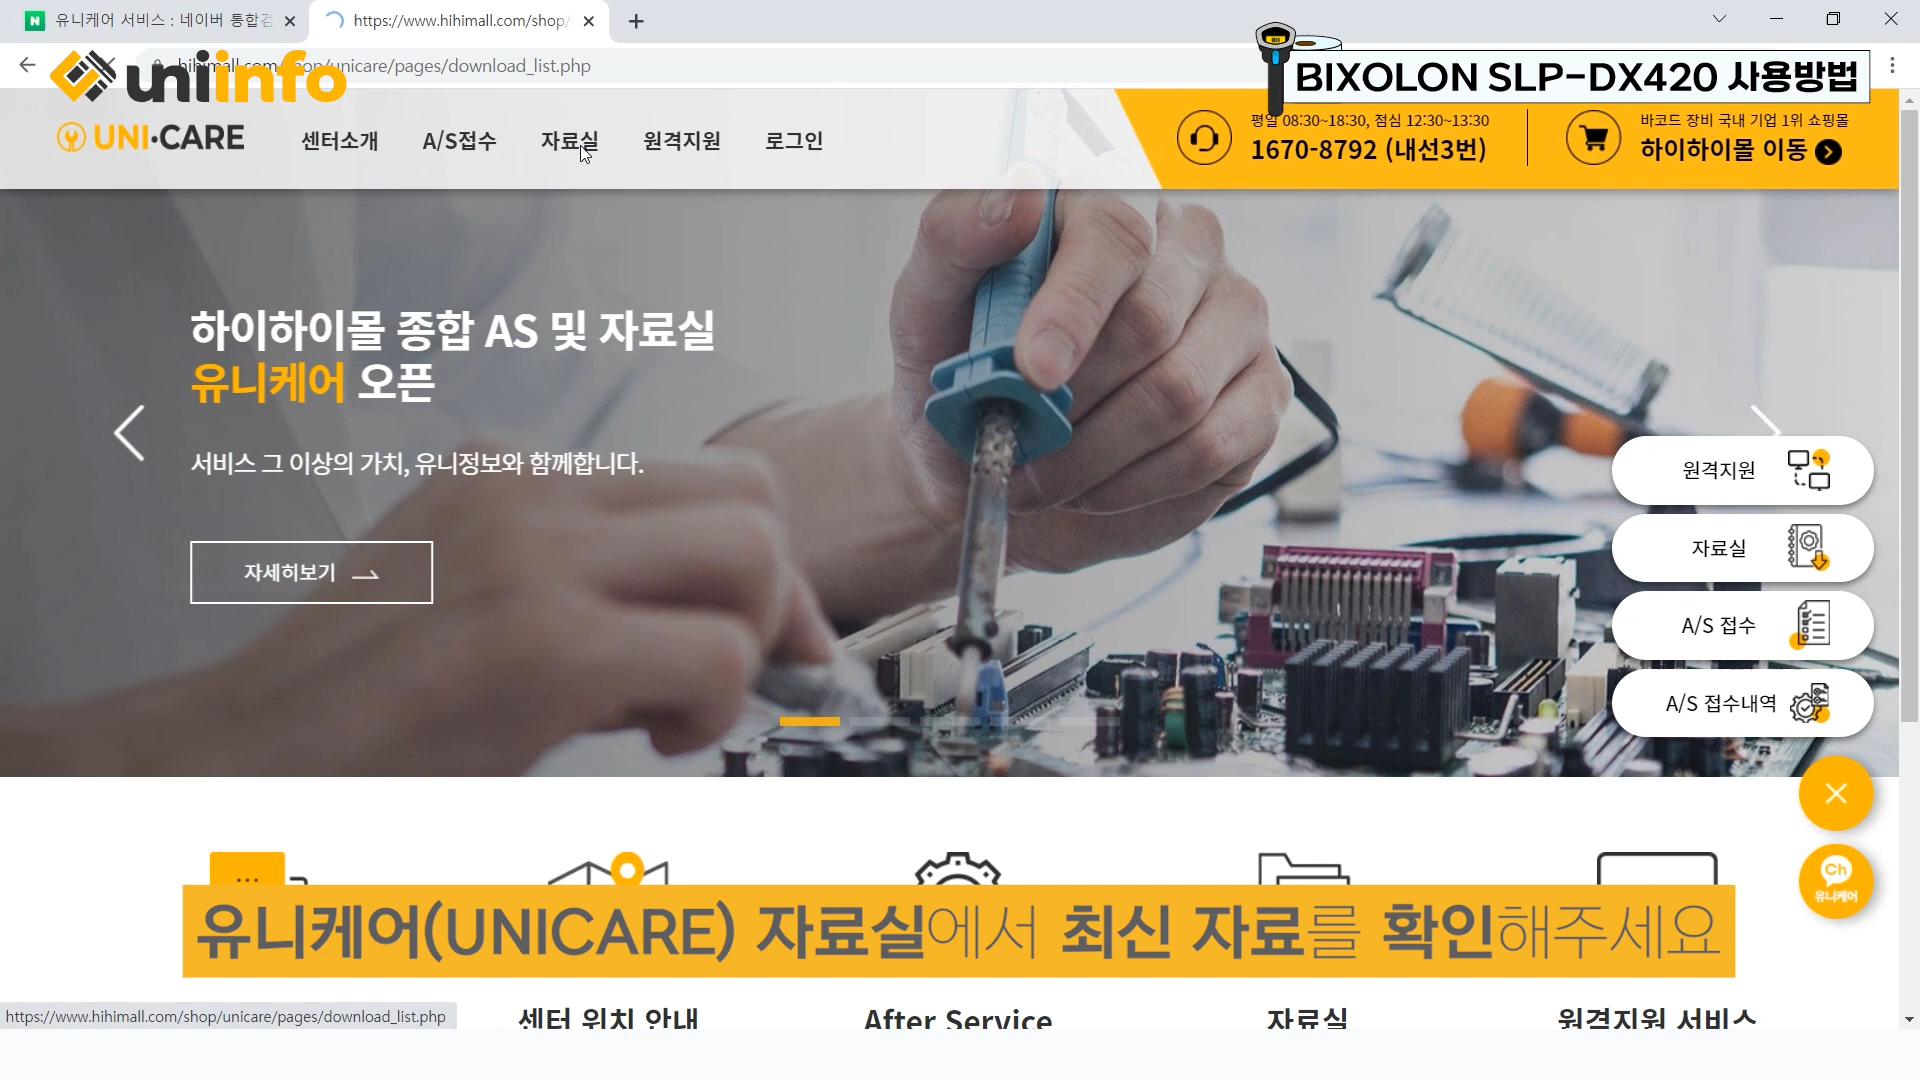 유니케어 서비스 : 네이버 통합검
https://www.hihimall.com/shop/
hihimall.com/shop/unicare/pages/download_list.php
uniinfo
BIXOLON SLP-DX420 사용방법
UNI·CARE
센터소개
A/S접수
자료실
원격지원
로그인
평일 08:30~18:30, 점심 12:30~13:30
1670-8792 (내선3번)
바코드 장비 국내 기업 1위 쇼핑몰
하이하이몰 이동
하이하이몰 종합 AS 및 자료실
유니케어 오픈
서비스 그 이상의 가치, 유니정보와 함께합니다.
자세히보기
원격지원
자료실
A/S 접수
A/S 접수내역
Ch
유니케어
유니케어(UNICARE) 자료실에서 최신 자료를 확인해주세요
https://www.hihimall.com/shop/unicare/pages/download_list.php
센터 위치 안내
After Service
자료실
원격지원 서비스